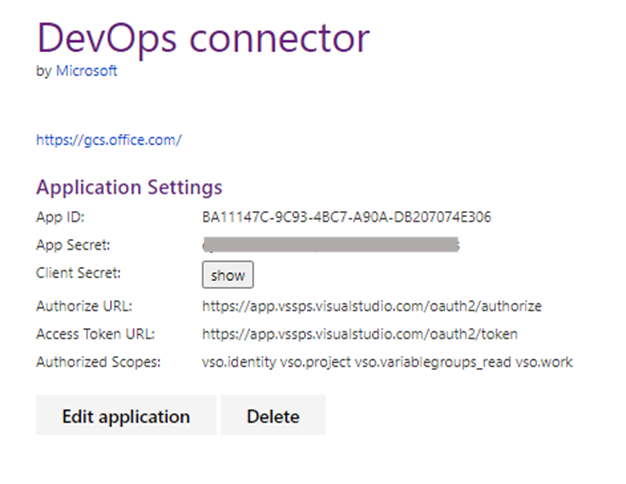 DevOps connector
by Microsoft
https://gcs.office.com/
Application Settings
App ID: BA11147C-9C93-4BC7-A90A-DB207074E306
App Secret:
Client Secret: show
Authorize URL: https://app.vssps.visualstudio.com/oauth2/authorize
Access Token URL: https://app.vssps.visualstudio.com/oauth2/token
Authorized Scopes: vso.identity vso.project vso.variablegroups_read vso.work
Edit application Delete